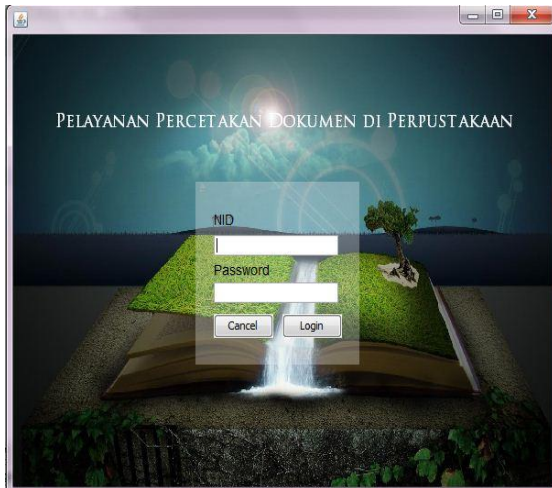 PELAYANAN PERCETAKAN DOKUMEN DI PERPUSTAKAAN
NID
Password
Cancel Login